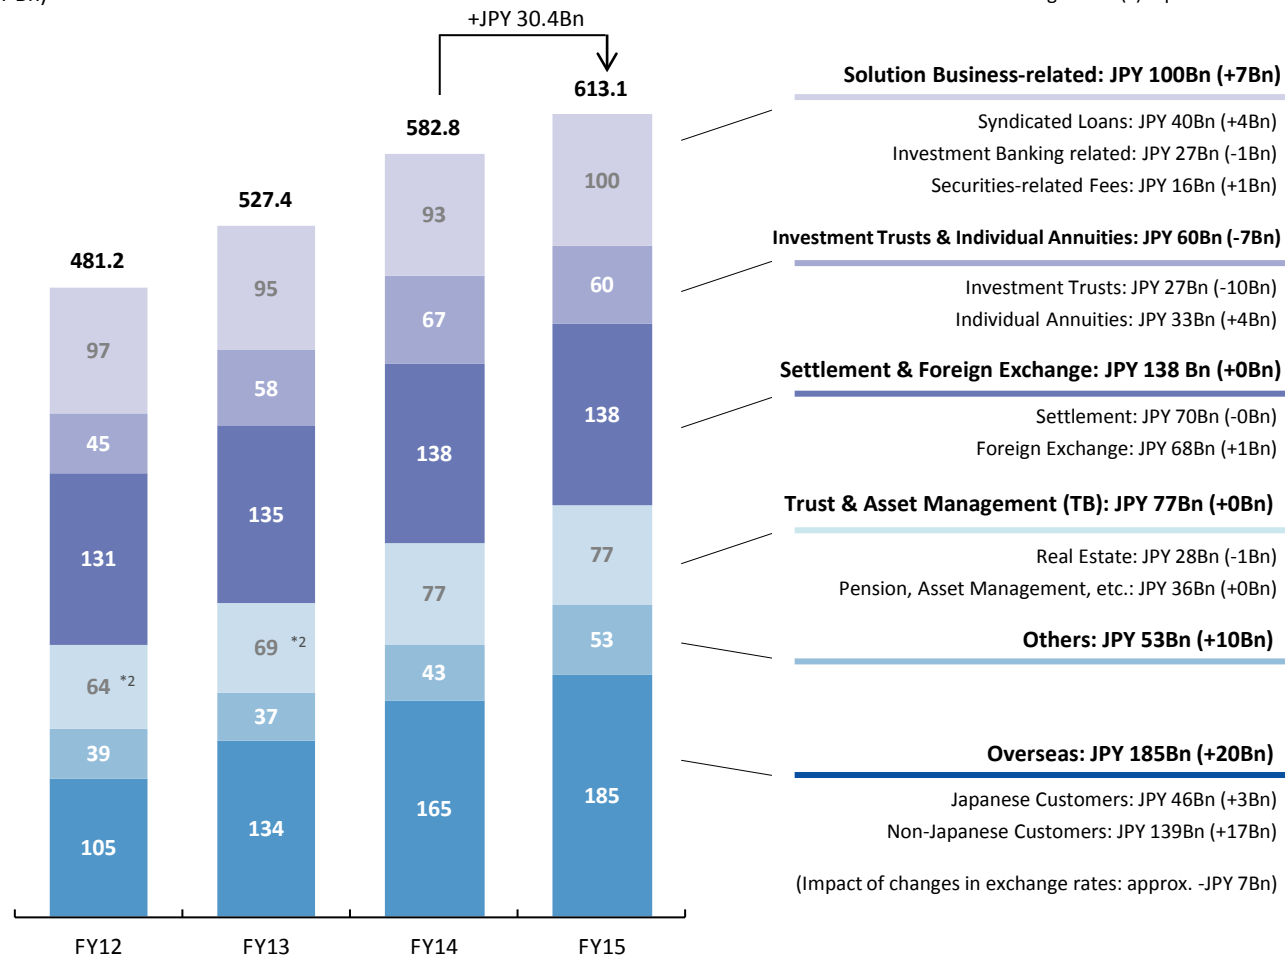 +JPY 30.4Bn
613.1
582.8
527.4
481.2
97
45
131
64 *2
39
105
95
58
135
69 *2
37
134
93
67
138
77
43
165
100
60
138
77
53
185
FY12
FY13
FY14
FY15
Solution Business-related: JPY 100Bn (+7Bn)
Syndicated Loans: JPY 40Bn (+4Bn)
Investment Banking related: JPY 27Bn (-1Bn)
Securities-related Fees: JPY 16Bn (+1Bn)
Investment Trusts & Individual Annuities: JPY 60Bn (-7Bn)
Investment Trusts: JPY 27Bn (-10Bn)
Individual Annuities: JPY 33Bn (+4Bn)
Settlement & Foreign Exchange: JPY 138 Bn (+0Bn)
Settlement: JPY 70Bn (-0Bn)
Foreign Exchange: JPY 68Bn (+1Bn)
Trust & Asset Management (TB): JPY 77Bn (+0Bn)
Real Estate: JPY 28Bn (-1Bn)
Pension, Asset Management, etc.: JPY 36Bn (+0Bn)
Others: JPY 53Bn (+10Bn)
Overseas: JPY 185Bn (+20Bn)
Japanese Customers: JPY 46Bn (+3Bn)
Non-Japanese Customers: JPY 139Bn (+17Bn)
(Impact of changes in exchange rates: approx. -JPY 7Bn)